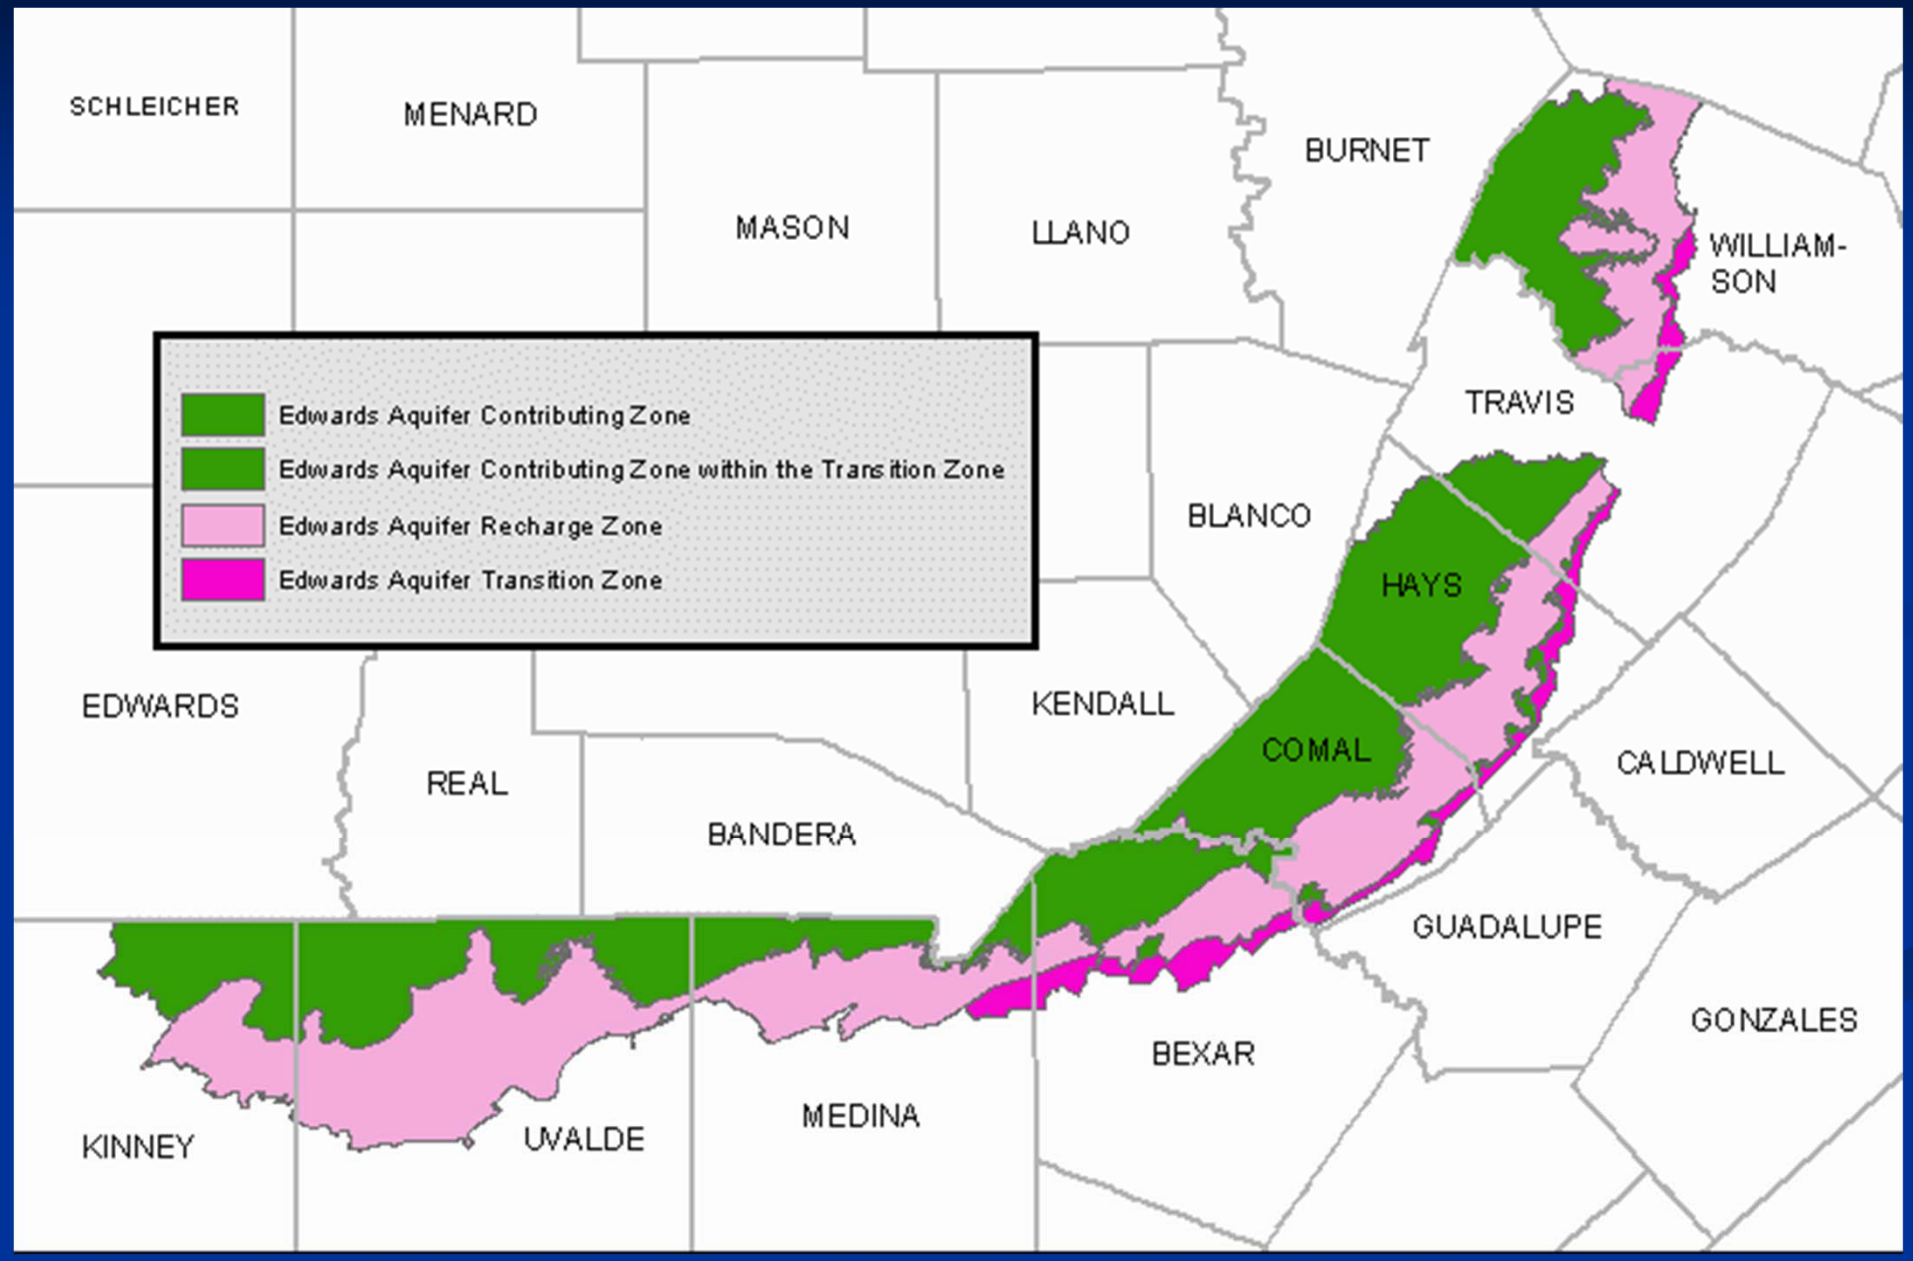 SCHLEICHER
MENARD
BURNET
MASON
LLANO
WILLIAM-
SON
TRAVIS
Edwards Aquifer Contributing Zone
Edwards Aquifer Contributing Zone within the Transition Zone
Edwards Aquifer Recharge Zone
Edwards Aquifer Transition Zone
BLANCO
HAYS
EDWARDS
KENDALL
COMAL
CALDWELL
REAL
BANDERA
GUADALUPE
GONZALES
BEXAR
MEDINA
UVALDE
KINNEY